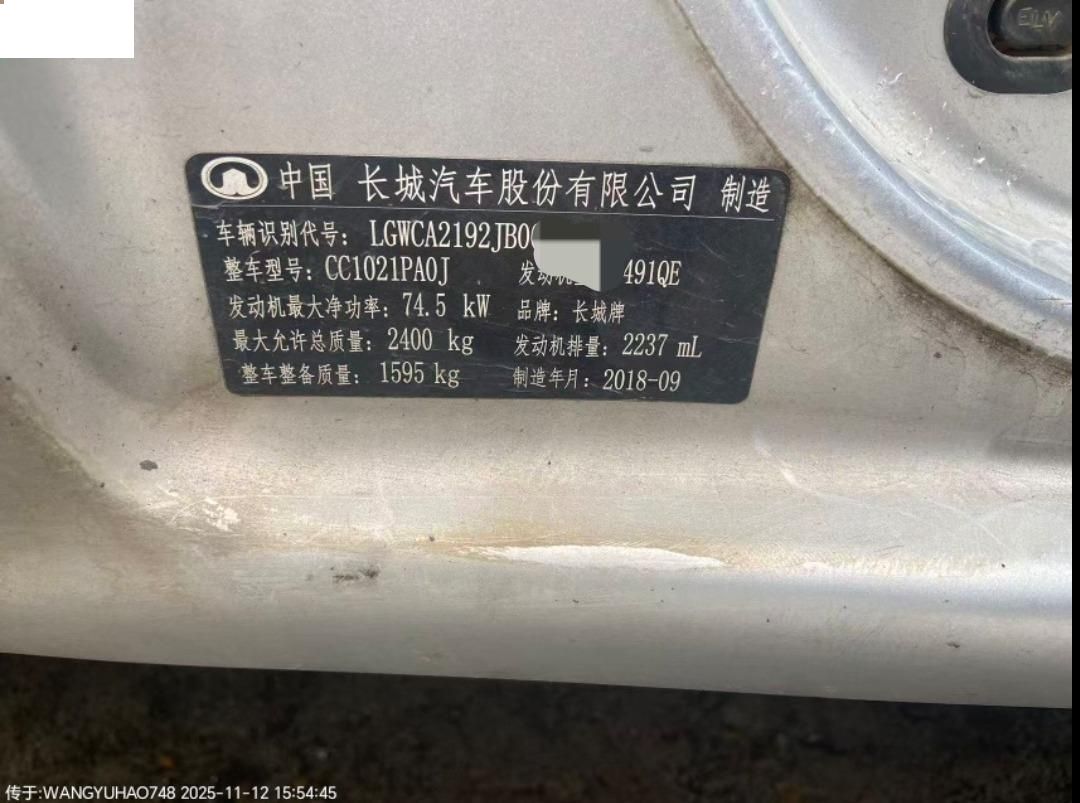 EILN
中国 长城汽车股份有限公司 制造
车辆识别代号: LGWCA2192JB0
整车型号: CC1021PA0J 发动机 491QE
发动机最大净功率: 74.5 kW 品牌: 长城牌
最大允许总质量: 2400 kg 发动机排量: 2237 mL
整车整备质量: 1595 kg 制造年月: 2018-09
传于:WANGYUHAO748 2025-11-12 15:54:45